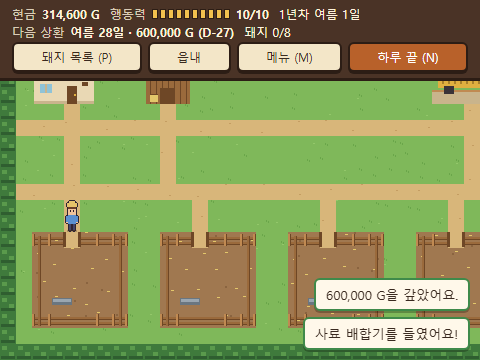 현금 314,600 G 행동력 10/10 1년차 여름 1일
다음 상환 여름 28일 · 600,000 G (D-27) 돼지 0/8
돼지 목록 (P) 읍내 메뉴 (M) 하루 끝 (N)
600,000 G을 갚았어요.
사료 배합기를 들였어요!